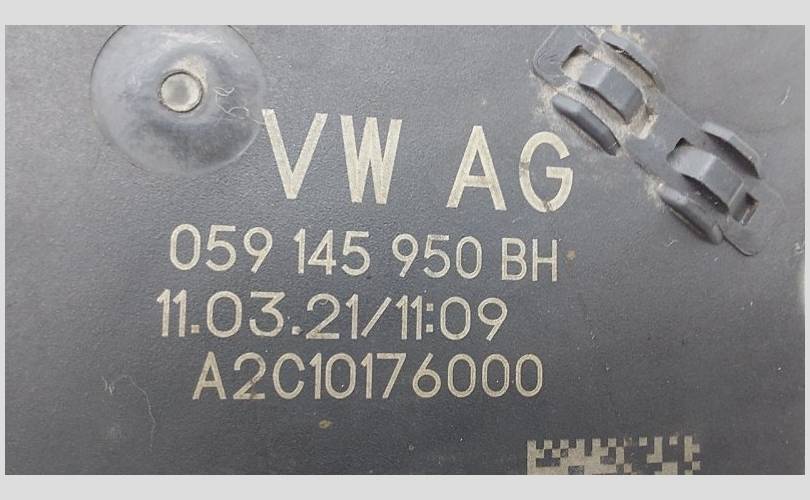 VW AG
059 145 950 BH
11.03.21/11:09
A2C10176000